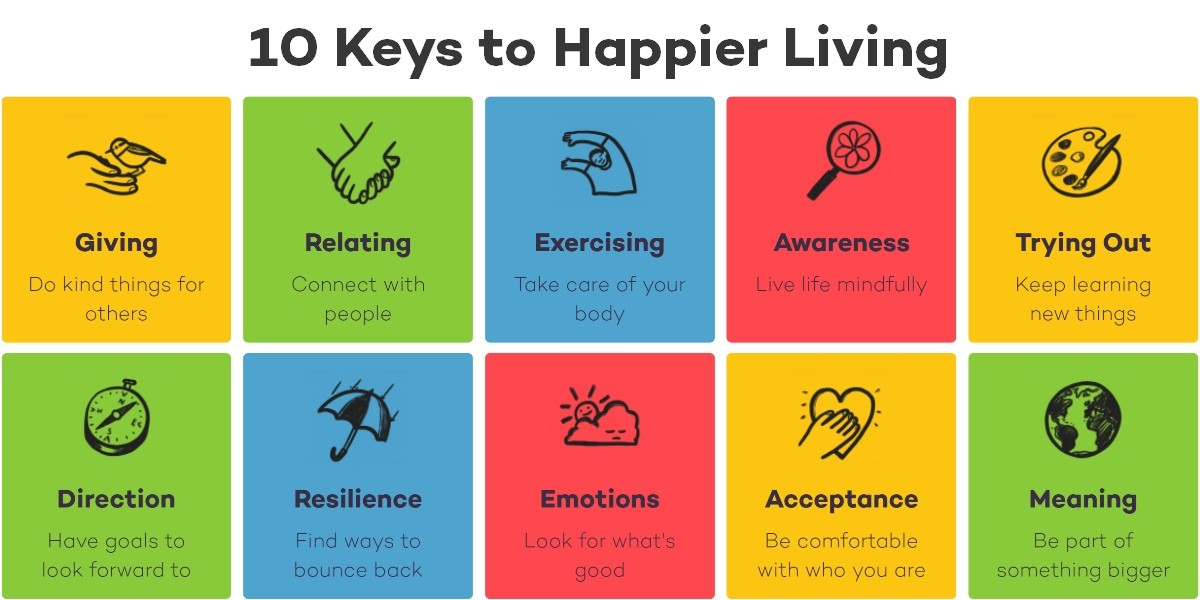 10 Keys to Happier Living
Giving
Do kind things for
others
Relating
Connect with
people
Exercising
Take care of your
body
Awareness
Live life mindfully
Trying Out
Keep learning
new things
Direction
Have goals to
look forward to
Resilience
Find ways to
bounce back
Emotions
Look for what's
good
Acceptance
Be comfortable
with who you are
Meaning
Be part of
something bigger